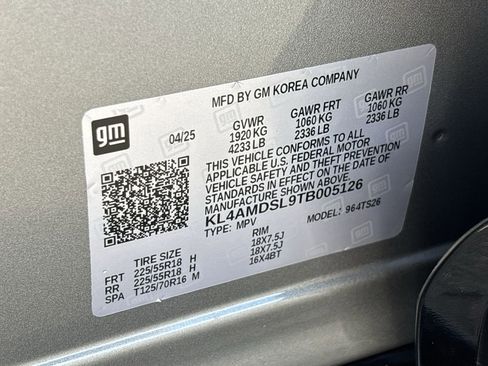 MFD BY GM KOREA COMPANY
gm
04/25
GVWR GAWR FRT GAWR RR
1920 KG 1060 KG 1060 KG
4233 LB 2336 LB 2336 LB
THIS VEHICLE CONFORMS TO ALL
APPLICABLE U.S. FEDERAL MOTOR
VEHICLE SAFETY AND THEFT PREVENTION
STANDARDS IN EFFECT ON THE DATE OF
MANUFACTURE SHOWN ABOVE.
KL4AMDSL9TB005126
TYPE: MPV MODEL: 964TS26
TIRE SIZE RIM
FRT 225/55R18 H 18X7.5J
RR 225/55R18 H 18X7.5J
SPA T125/70R16 M 16X4BT